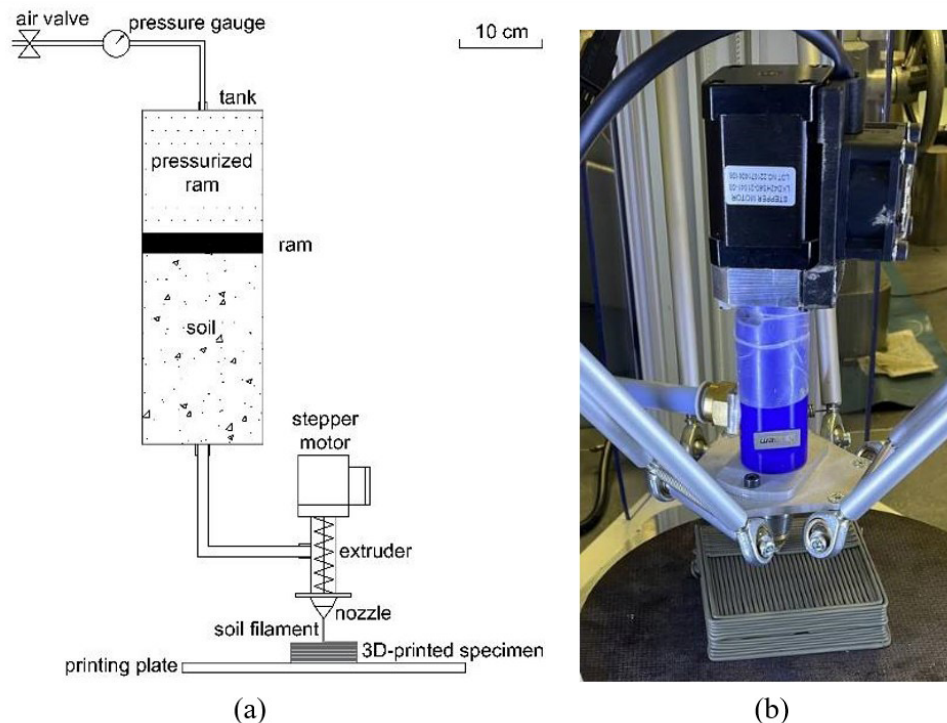 air valve
pressure gauge
10 cm
tank
pressurized
ram
ram
soil
stepper
motor
extruder
nozzle
soil filament
3D-printed specimen
printing plate
STEPPER MOTOR
(a)
(b)